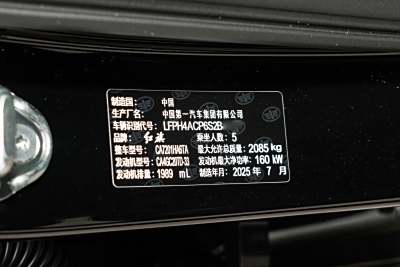 制造国： 中国
生产厂名： 中国第一汽车集团有限公司
车辆识别代号： LFPH4ACP6S2B
品牌： 红旗 乘坐人数： 5
整车型号： CA7201HA6TA 最大允许总质量： 2085 kg
发动机型号： CA4GC20TD-33 发动机最大净功率： 160 kW
发动机排量： 1989 mL 制造年月： 2025 年 7 月